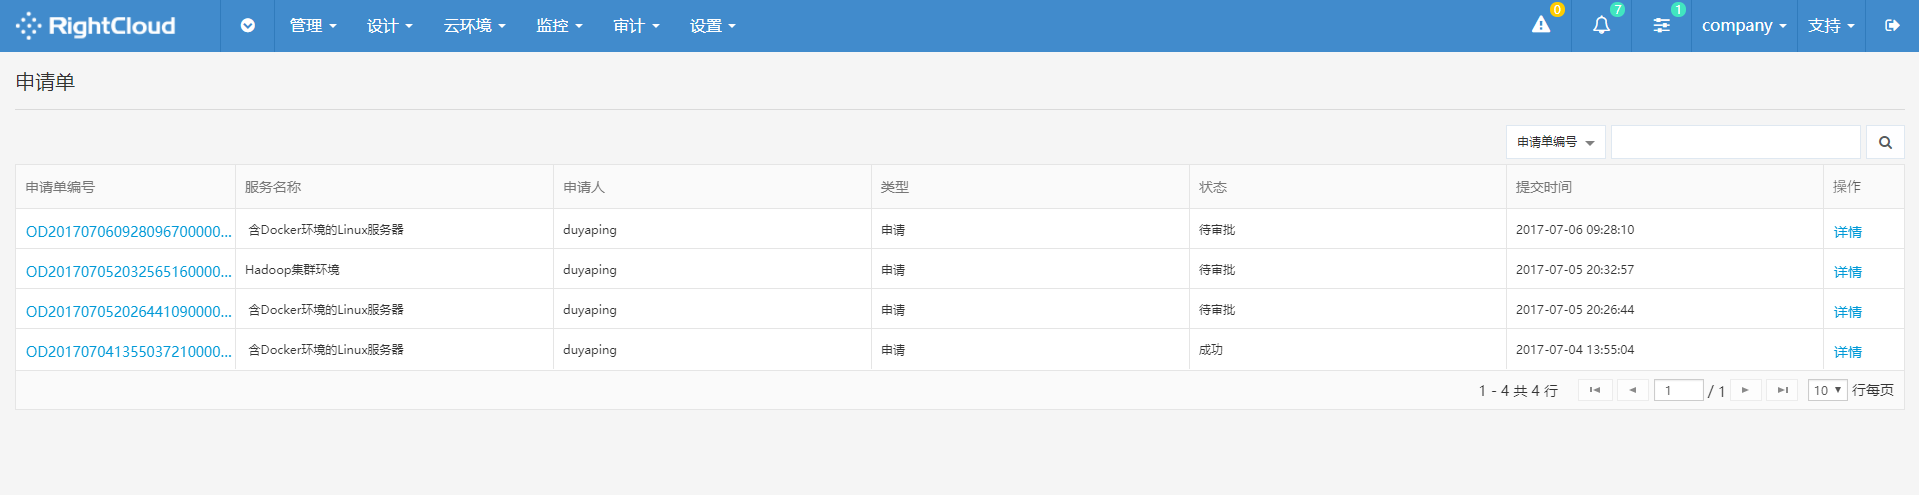 RightCloud 管理 设计 云环境 监控 审计 设置 0 7 1 company 支持
申请单
申请单编号
申请单编号 服务名称 申请人 类型 状态 提交时间 操作
OD201707060928096700000... 含Docker环境的Linux服务器 duyaping 申请 待审批 2017-07-06 09:28:10 详情
OD201707052032565160000... Hadoop集群环境 duyaping 申请 待审批 2017-07-05 20:32:57 详情
OD201707052026441090000... 含Docker环境的Linux服务器 duyaping 申请 待审批 2017-07-05 20:26:44 详情
OD201707041355037210000... 含Docker环境的Linux服务器 duyaping 申请 成功 2017-07-04 13:55:04 详情
1 - 4 共 4 行 1 / 1 10 行每页